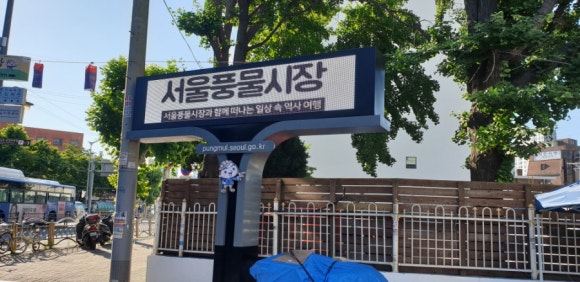 서울풍물시장
서울풍물시장과 함께 떠나는 일상 속 역사 여행
pungmul.seoul.go.kr